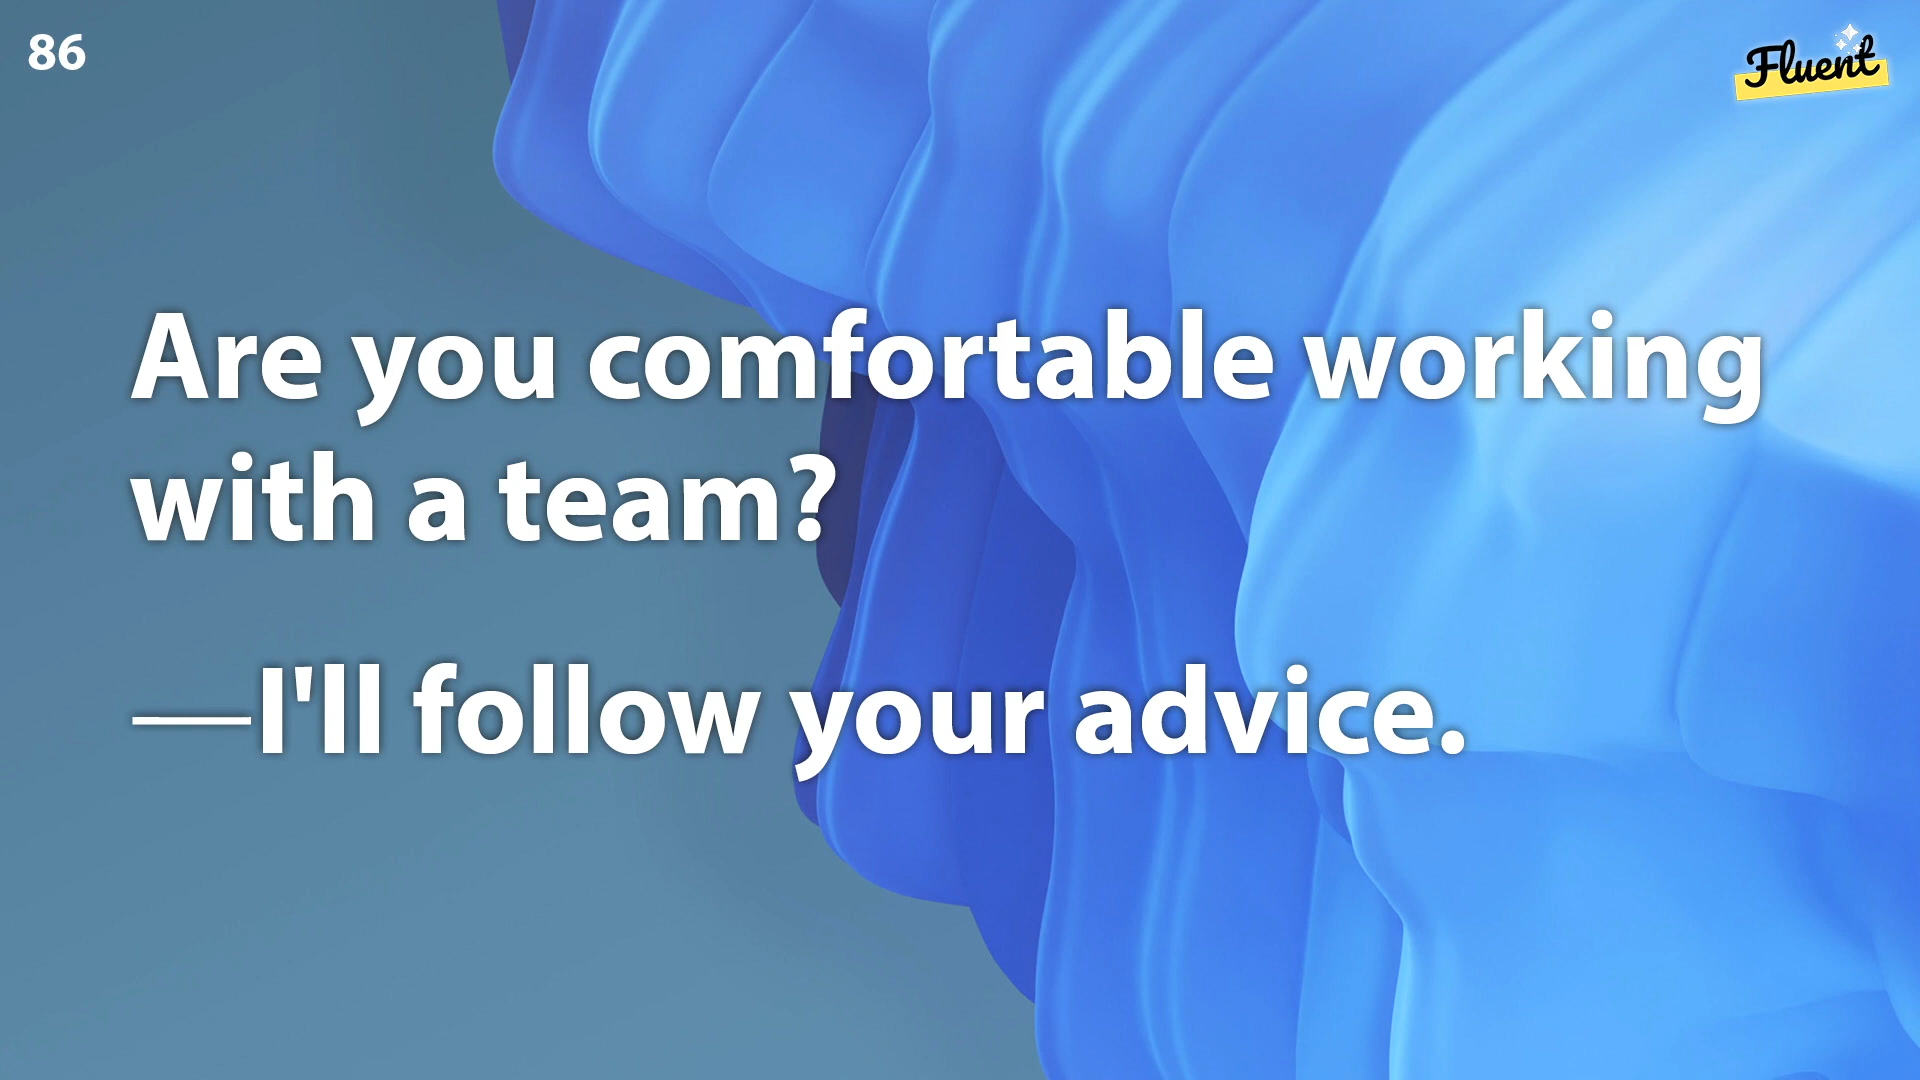 86
Fluent
Are you comfortable working
with a team?
—I'll follow your advice.